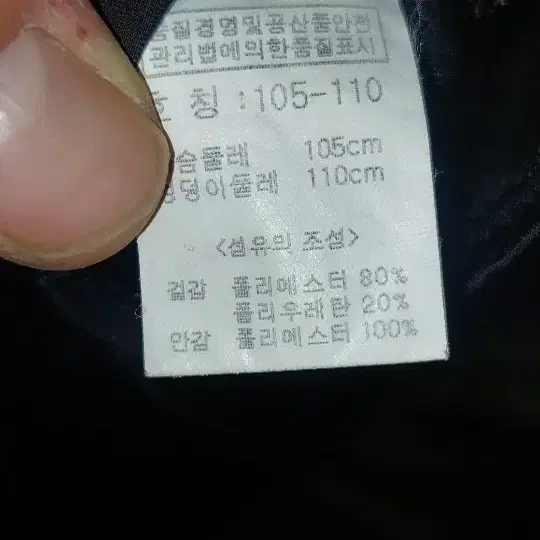 품질경영및공산품안전
관리법에의한품질표시
호 칭 : 105-110
가슴둘레 105cm
엉덩이둘레 110cm
<섬유의 조성>
겉감 폴리에스터 80%
폴리우레탄 20%
안감 폴리에스터 100%